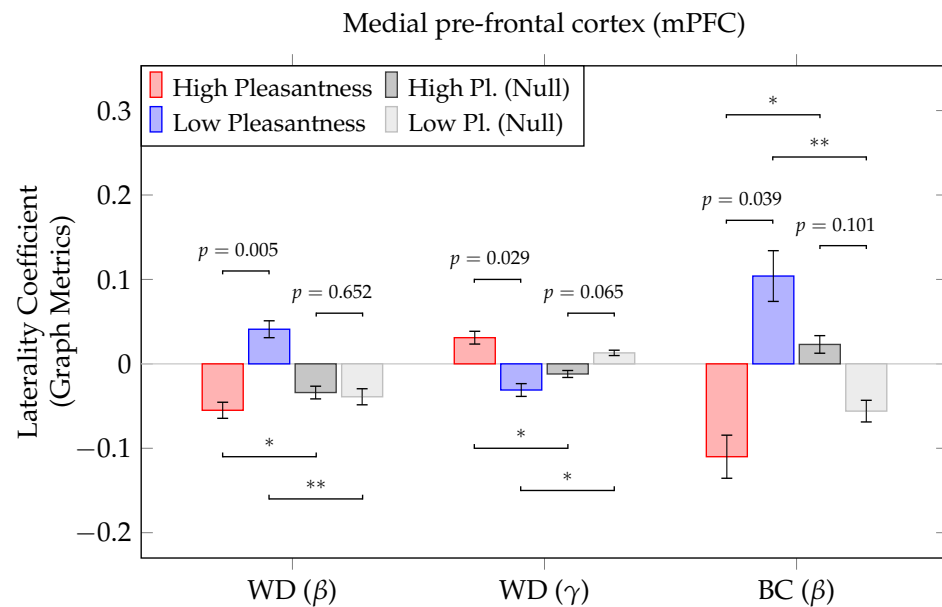 Medial pre-frontal cortex (mPFC)
High Pleasantness
High Pl. (Null)
Low Pleasantness
Low Pl. (Null)
Laterality Coefficient
(Graph Metrics)
0.3
0.2
0.1
0
−0.1
−0.2
p = 0.005
p = 0.652
*
**
p = 0.029
p = 0.065
*
*
*
**
p = 0.039
p = 0.101
WD (β)
WD (γ)
BC (β)